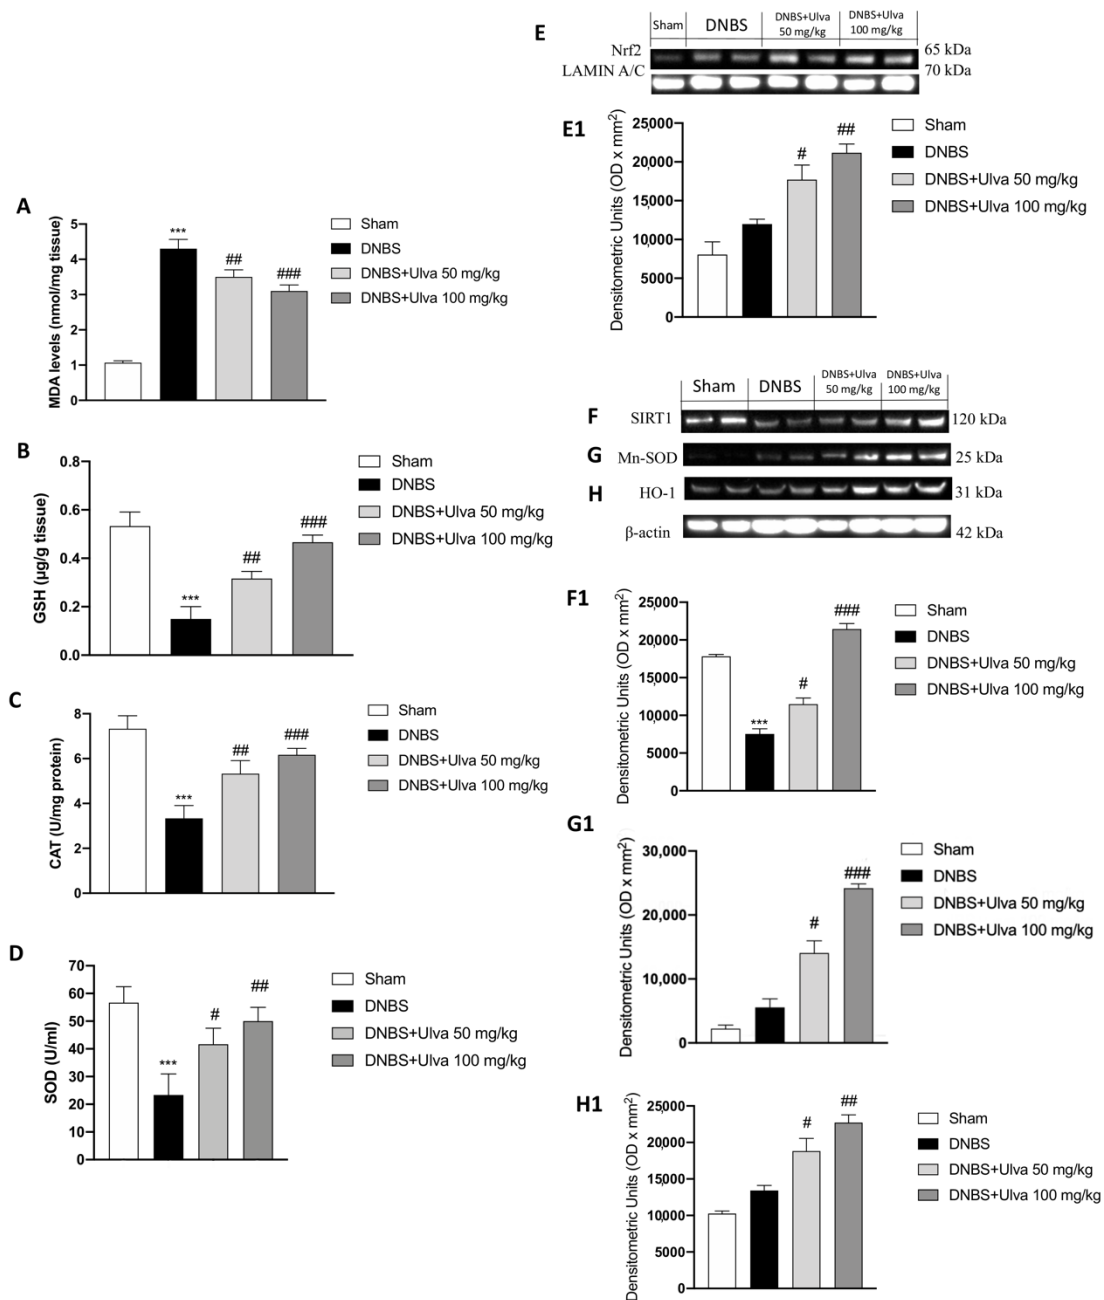 A
MDA levels (nmol/mg tissue)
5
4
3
2
1
0
***
##
###
Sham
DNBS
DNBS+Ulva 50 mg/kg
DNBS+Ulva 100 mg/kg
B
GSH (µg/g tissue)
0.8
0.6
0.4
0.2
0.0
***
##
###
Sham
DNBS
DNBS+Ulva 50 mg/kg
DNBS+Ulva 100 mg/kg
C
CAT (U/mg protein)
8
6
4
2
0
***
##
###
Sham
DNBS
DNBS+Ulva 50 mg/kg
DNBS+Ulva 100 mg/kg
D
SOD (U/ml)
70
60
50
40
30
20
10
0
***
#
##
Sham
DNBS
DNBS+Ulva 50 mg/kg
DNBS+Ulva 100 mg/kg
E
Sham
DNBS
DNBS+Ulva
50 mg/kg
DNBS+Ulva
100 mg/kg
Nrf2
65 kDa
LAMIN A/C
70 kDa
E1
Densitometric Units (OD x mm²)
25000
20000
15000
10000
5000
0
#
##
Sham
DNBS
DNBS+Ulva 50 mg/kg
DNBS+Ulva 100 mg/kg
Sham
DNBS
DNBS+Ulva
50 mg/kg
DNBS+Ulva
100 mg/kg
F
SIRT1
120 kDa
G
Mn-SOD
25 kDa
H
HO-1
31 kDa
β-actin
42 kDa
F1
Densitometric Units (OD x mm²)
25000
20000
15000
10000
5000
0
***
#
###
Sham
DNBS
DNBS+Ulva 50 mg/kg
DNBS+Ulva 100 mg/kg
G1
Densitometric Units (OD x mm²)
30,000
20,000
10,000
0
#
###
Sham
DNBS
DNBS+Ulva 50 mg/kg
DNBS+Ulva 100 mg/kg
H1
Densitometric Units (OD x mm²)
25000
20000
15000
10000
5000
0
#
##
Sham
DNBS
DNBS+Ulva 50 mg/kg
DNBS+Ulva 100 mg/kg